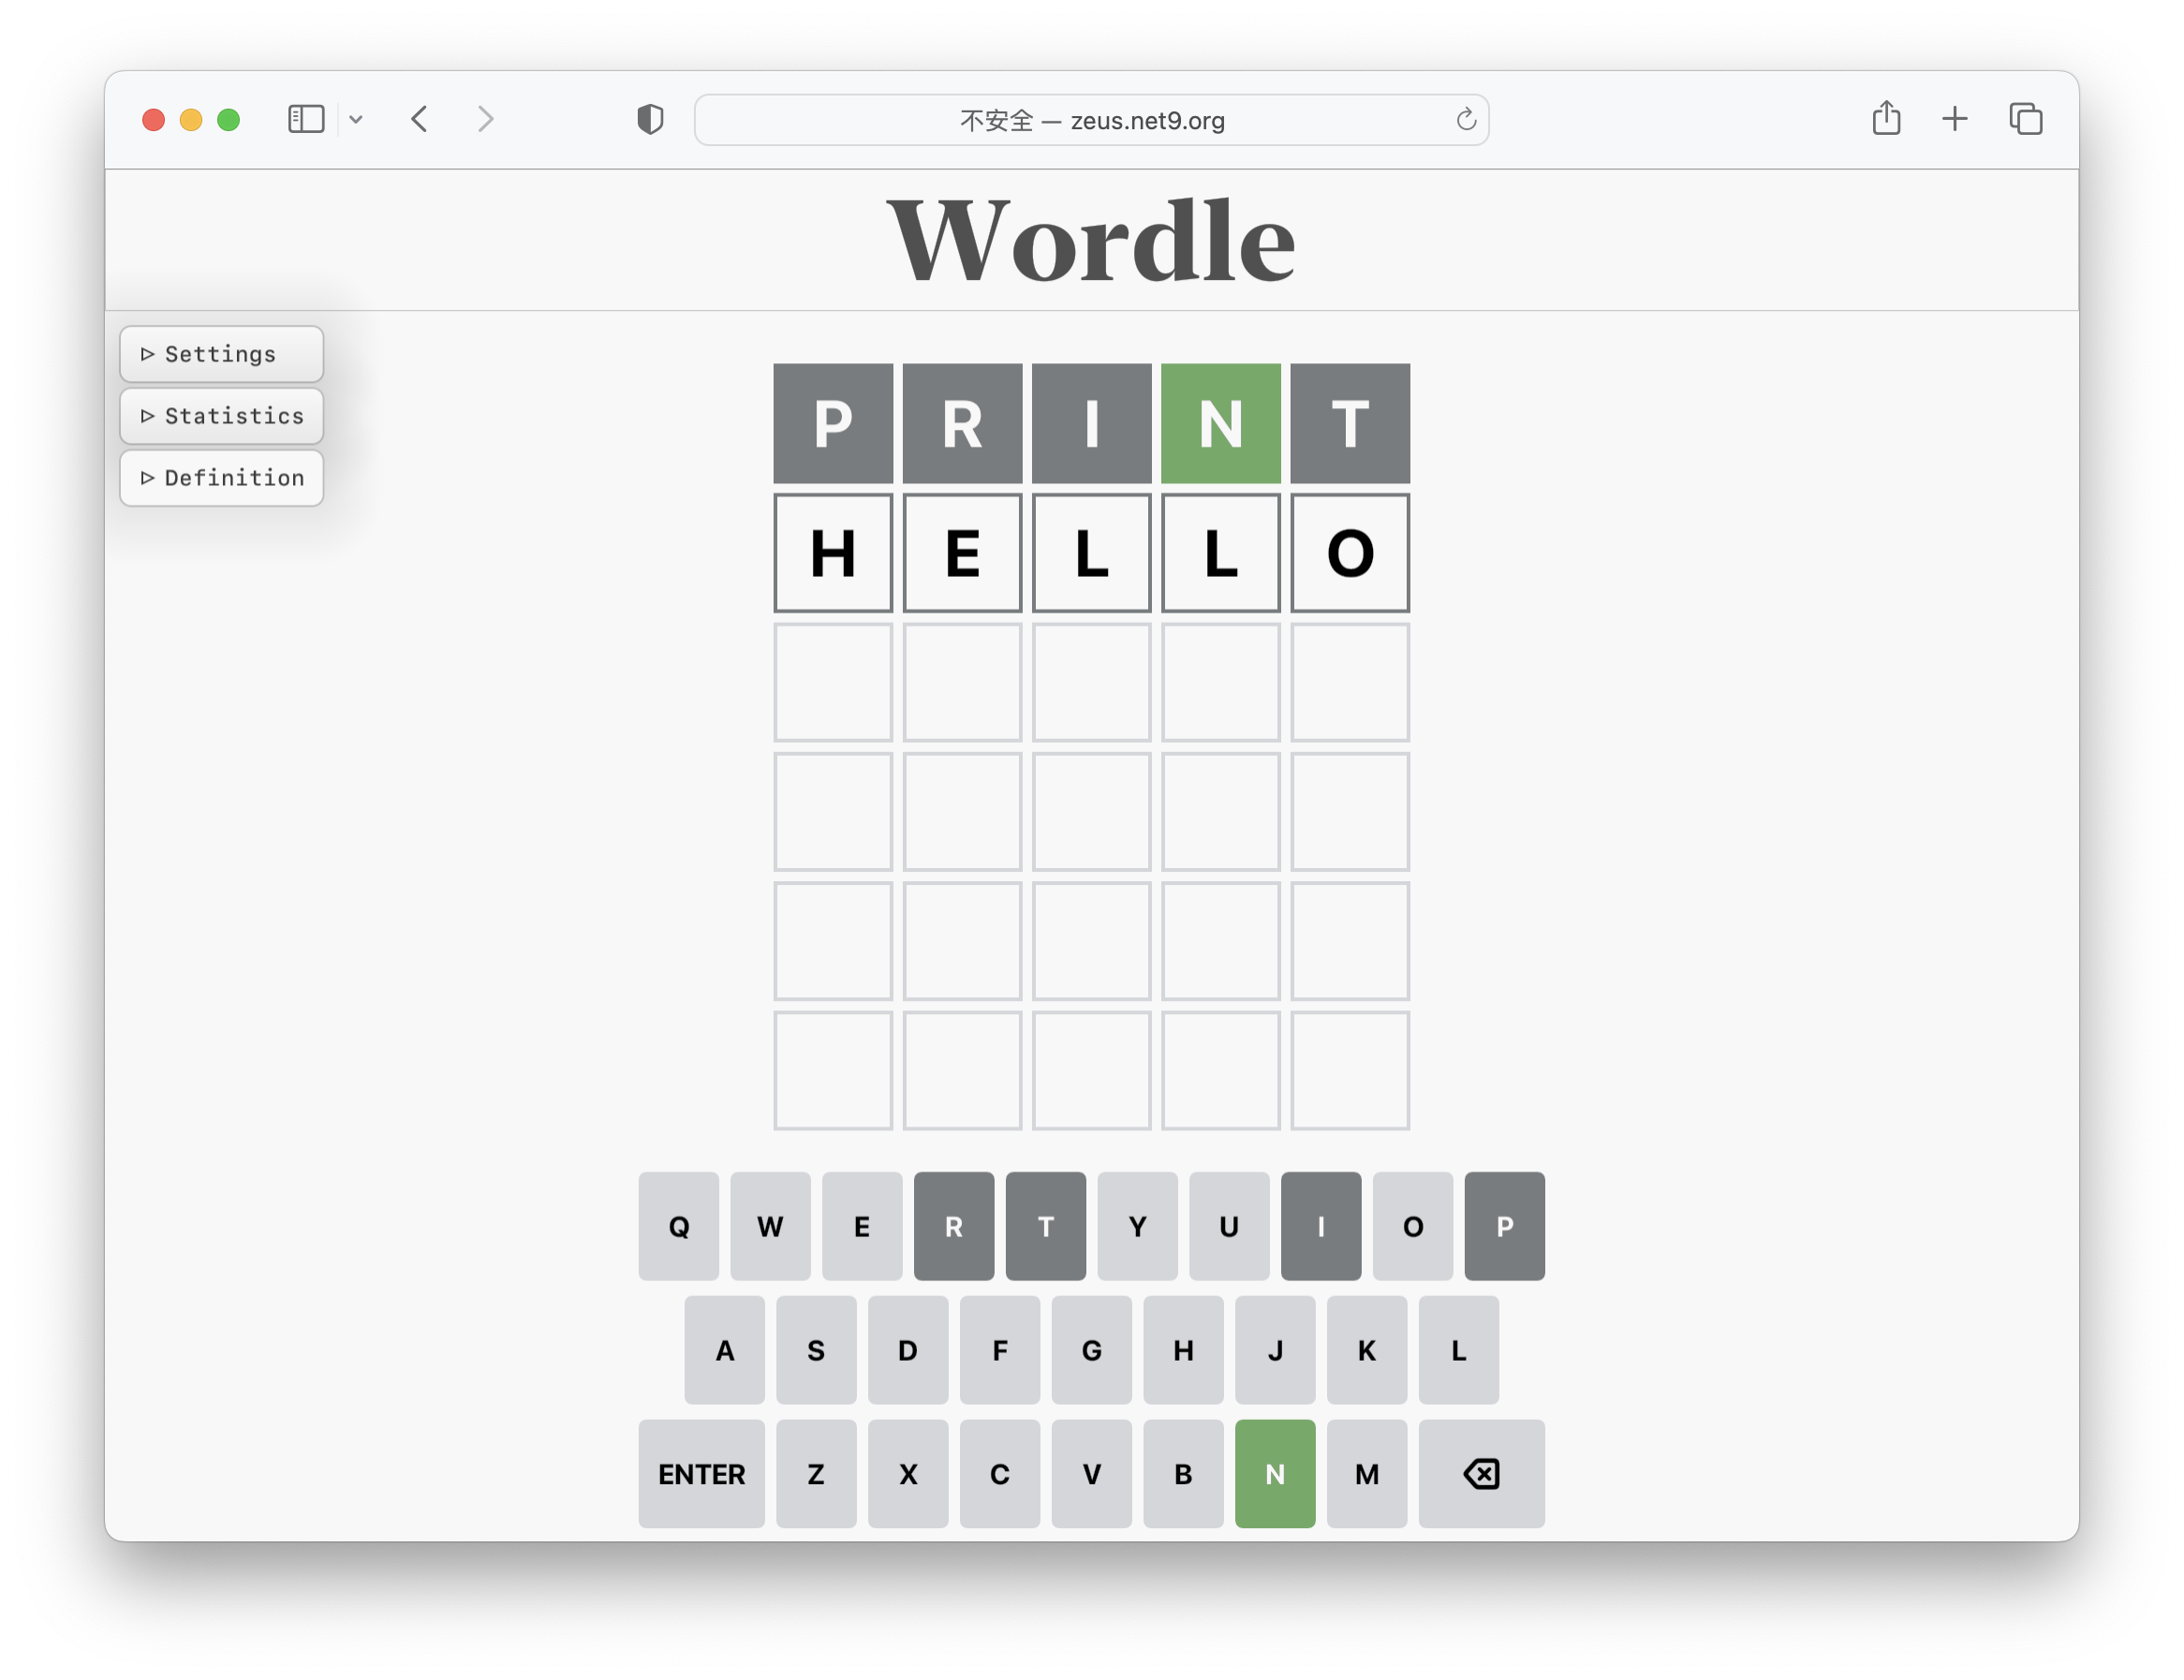 不安全 — zeus.net9.org
Wordle
Settings
Statistics
Definition
P R I N T
H E L L O
Q W E R T Y U I O P
A S D F G H J K L
ENTER Z X C V B N M